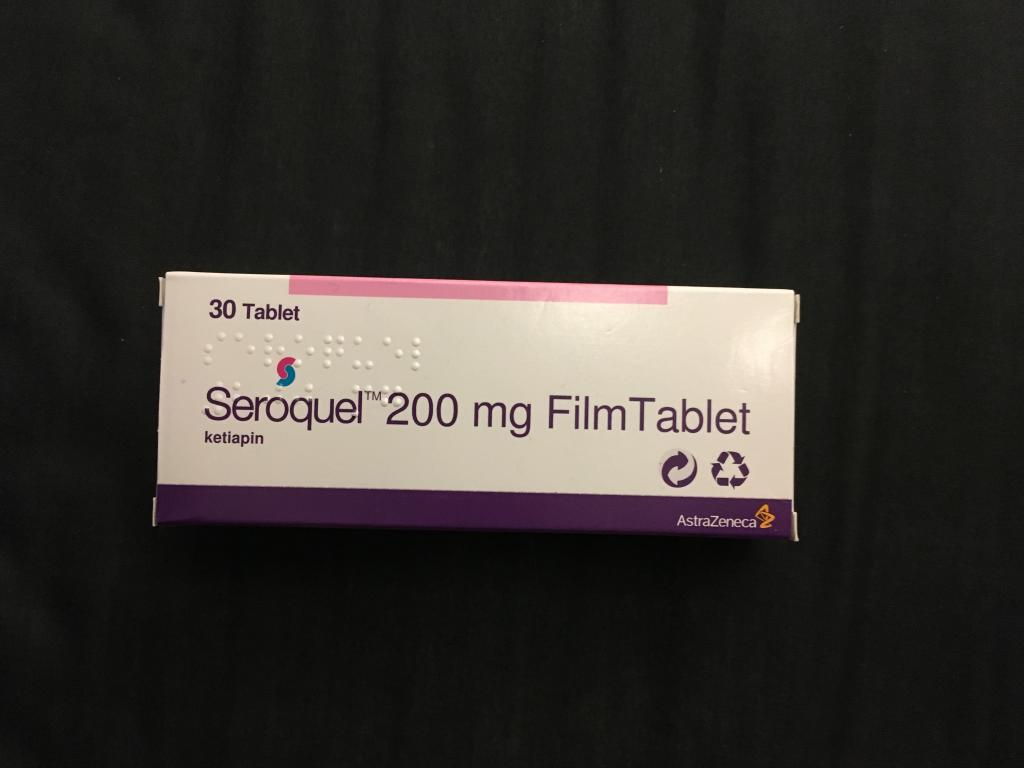 30 Tablet
Seroquel™ 200 mg FilmTablet
ketiapin
AstraZeneca